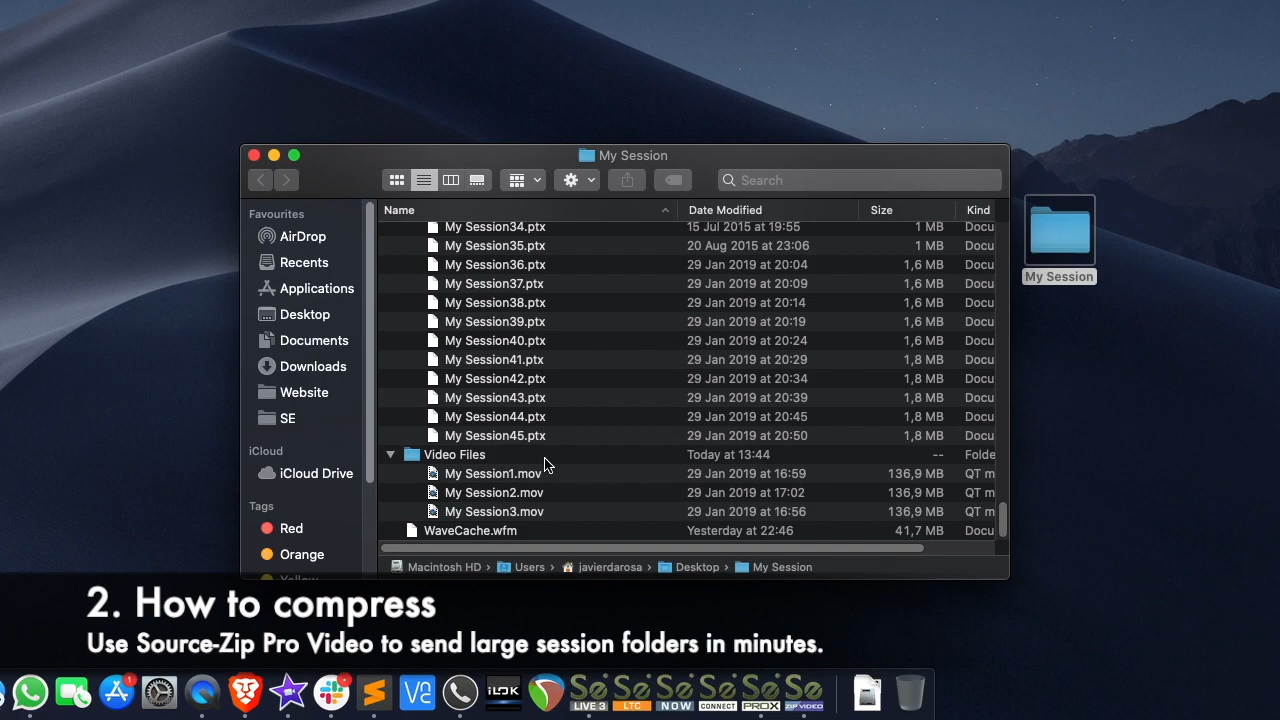 My Session
Search
Favourites
AirDrop
Recents
Applications
Desktop
Documents
Downloads
Website
SE
iCloud
iCloud Drive
Tags
Red
Orange
Yellow
Name Date Modified Size Kind
My Session34.ptx 15 Jul 2015 at 19:55 1 MB Docu
My Session35.ptx 20 Aug 2015 at 23:06 1 MB Docu
My Session36.ptx 29 Jan 2019 at 20:04 1,6 MB Docu
My Session37.ptx 29 Jan 2019 at 20:09 1,6 MB Docu
My Session38.ptx 29 Jan 2019 at 20:14 1,6 MB Docu
My Session39.ptx 29 Jan 2019 at 20:19 1,6 MB Docu
My Session40.ptx 29 Jan 2019 at 20:24 1,6 MB Docu
My Session41.ptx 29 Jan 2019 at 20:29 1,8 MB Docu
My Session42.ptx 29 Jan 2019 at 20:34 1,8 MB Docu
My Session43.ptx 29 Jan 2019 at 20:39 1,8 MB Docu
My Session44.ptx 29 Jan 2019 at 20:45 1,8 MB Docu
My Session45.ptx 29 Jan 2019 at 20:50 1,8 MB Docu
Video Files Today at 13:44 -- Folde
My Session1.mov 29 Jan 2019 at 16:59 136,9 MB QT m
My Session2.mov 29 Jan 2019 at 17:02 136,9 MB QT m
My Session3.mov 29 Jan 2019 at 16:56 136,9 MB QT m
WaveCache.wfm Yesterday at 22:46 41,7 MB Docu
Macintosh HD › Users › javierdarosa › Desktop › My Session
My Session
2. How to compress
Use Source-Zip Pro Video to send large session folders in minutes.
1
V2
iLOK
Se LIVE 3
Se LTC
Se NOW
Se CONNECT
Se PROX
Se ZIP VIDEO